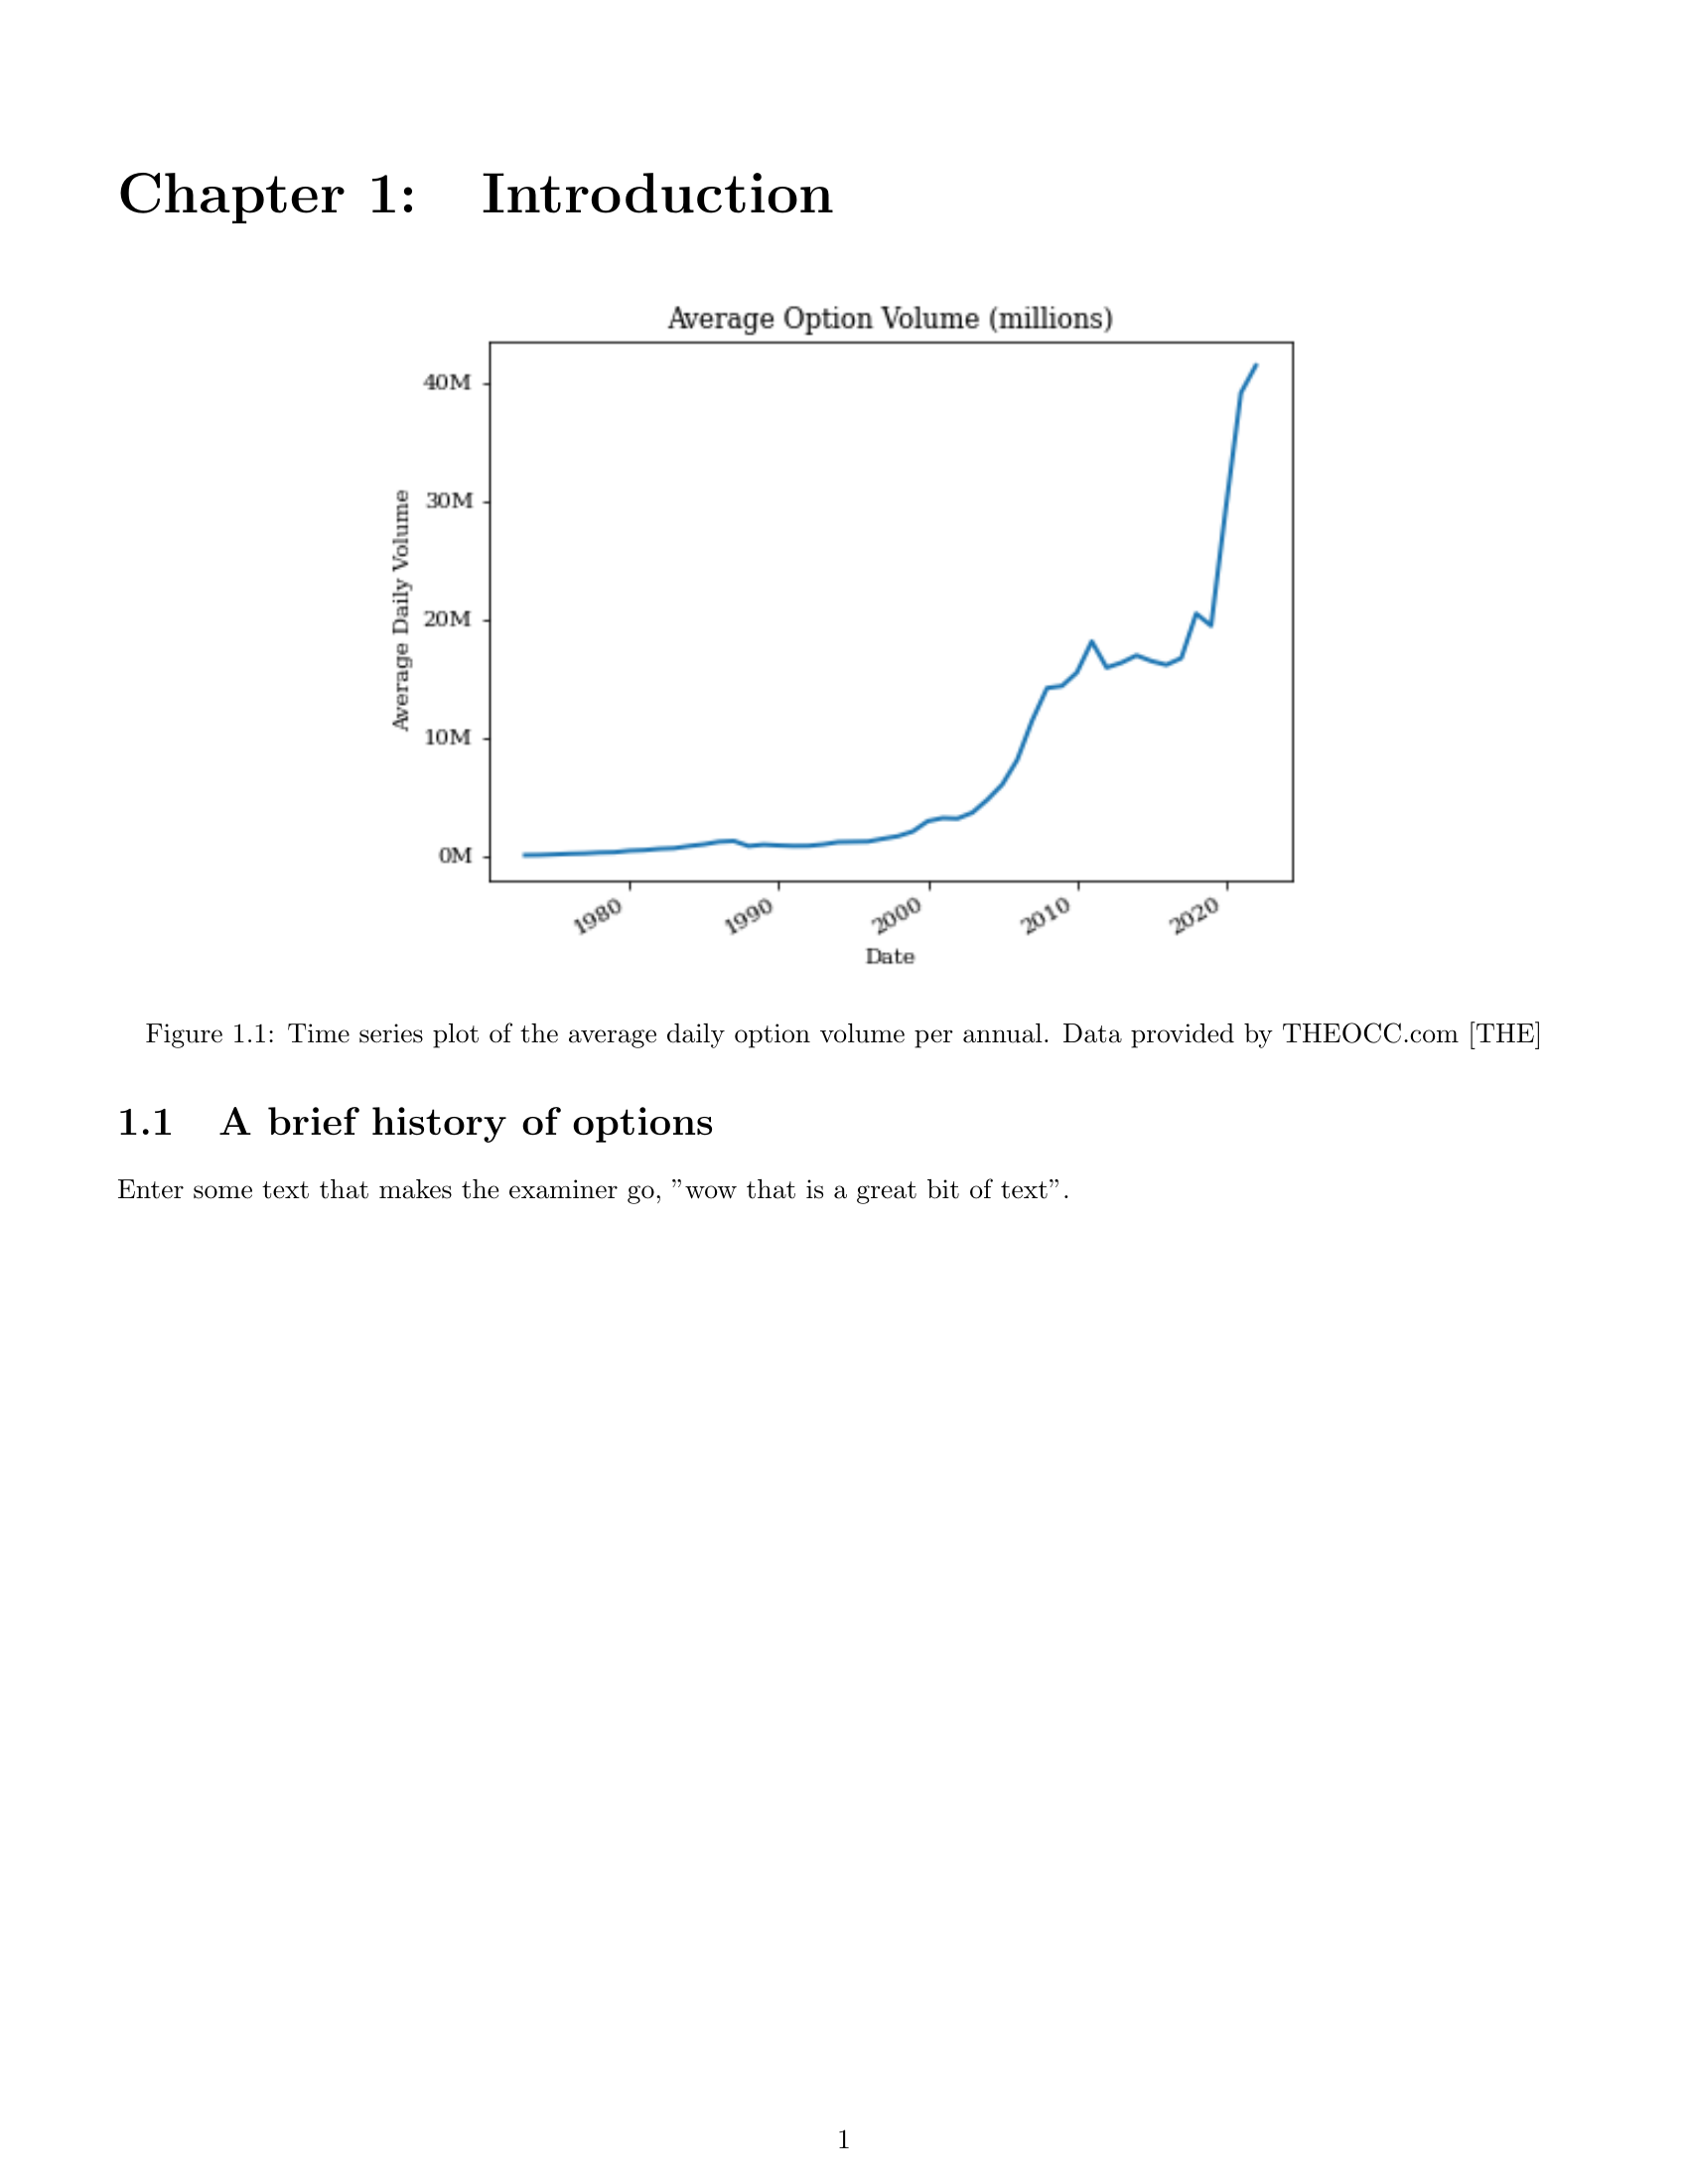 Chapter 1: Introduction
Average Option Volume (millions)
40M
30M
20M
10M
0M
Average Daily Volume
1980
1990
2000
2010
2020
Date
Figure 1.1: Time series plot of the average daily option volume per annual. Data provided by THEOCC.com [THE]
1.1 A brief history of options
Enter some text that makes the examiner go, ”wow that is a great bit of text”.
1